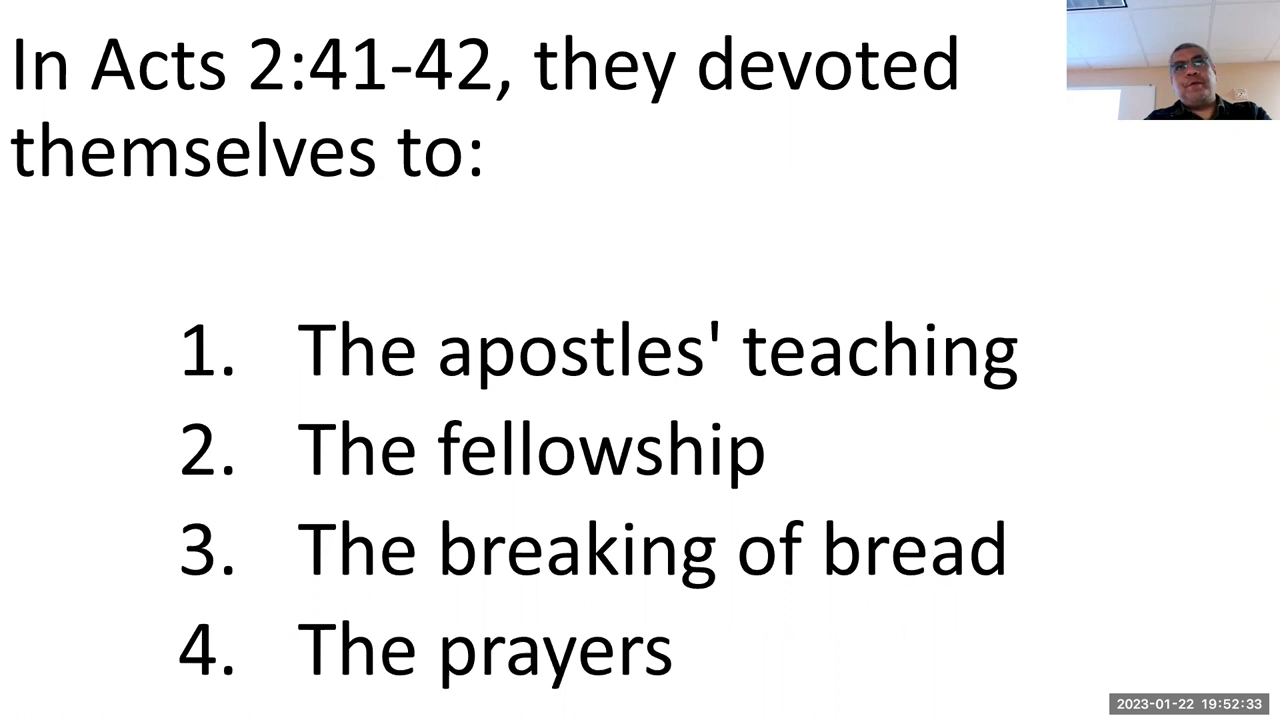 In Acts 2:41-42, they devoted
themselves to:
1. The apostles' teaching
2. The fellowship
3. The breaking of bread
4. The prayers
2023-01-22 19:52:33